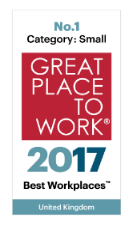 No.1
Category: Small
GREAT
PLACE
TO
WORK®
2017
Best Workplaces™
United Kingdom